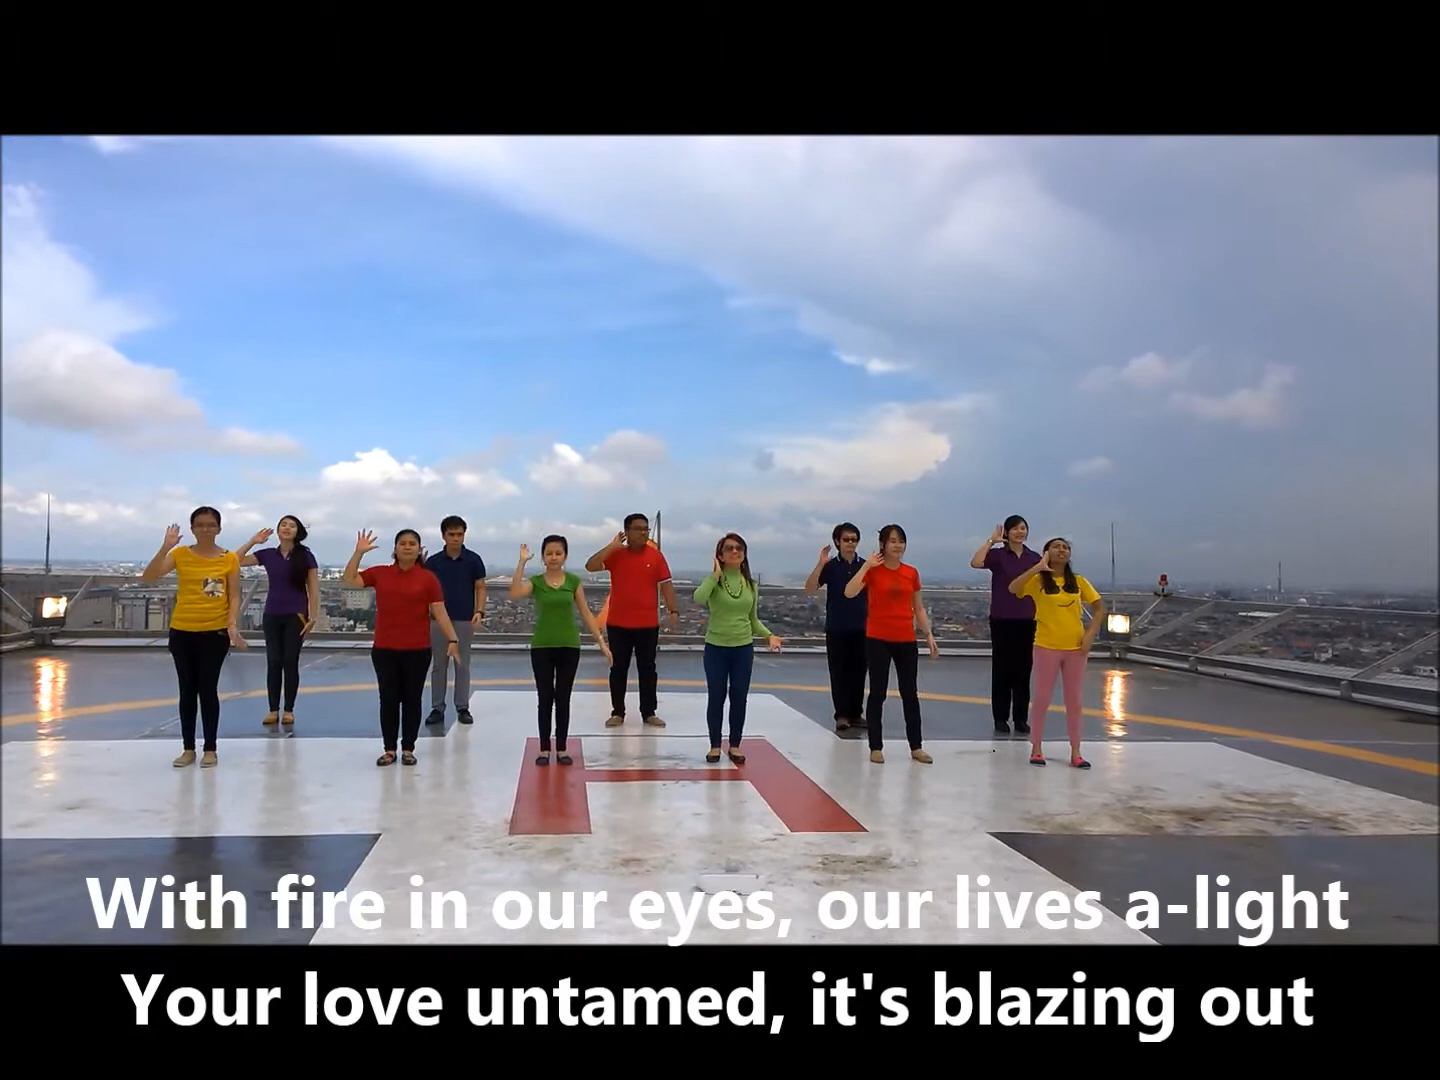 H
With fire in our eyes, our lives a-light
Your love untamed, it's blazing out